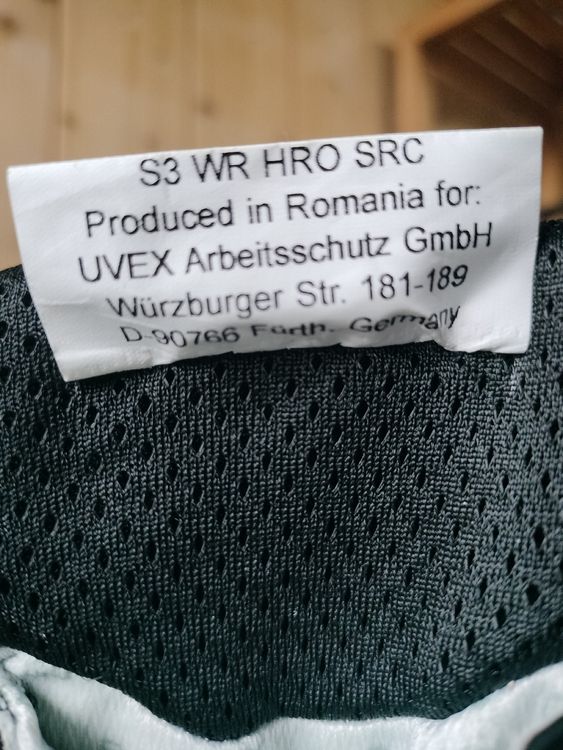 S3 WR HRO SRC
Produced in Romania for:
UVEX Arbeitsschutz GmbH
Würzburger Str. 181-189
D-90766 Fürth. Germany